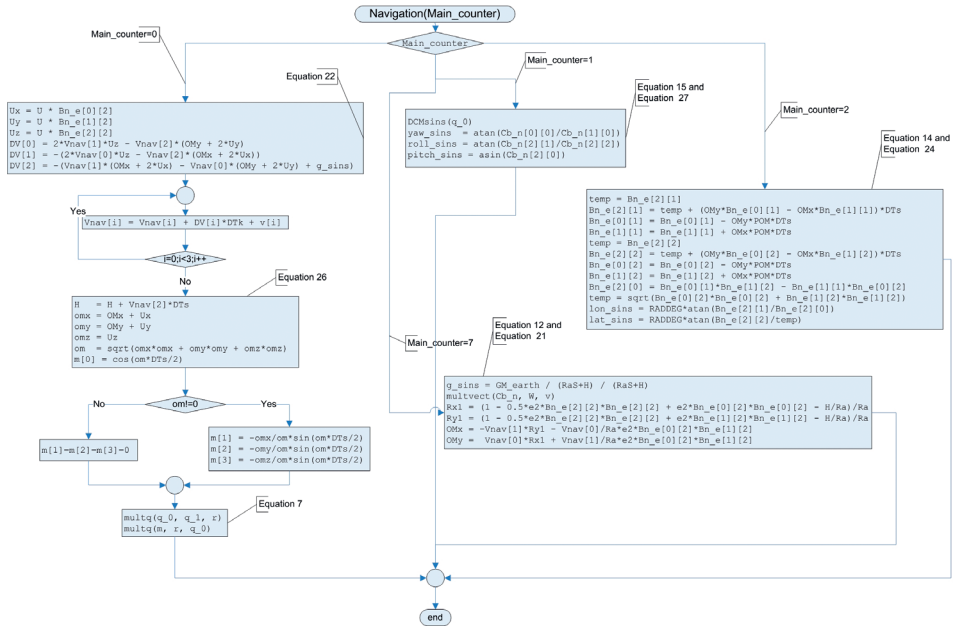 Navigation(Main_counter)
Main_counter
Main_counter=0
Equation 22
Ux = U * Bn_e[0][2]
Uy = U * Bn_e[1][2]
Uz = U * Bn_e[2][2]
DV[0] = 2*Vnav[1]*Uz - Vnav[2]*(OMy + 2*Uy)
DV[1] = -(2*Vnav[0]*Uz - Vnav[2]*(OMx + 2*Ux))
DV[2] = -(Vnav[1]*(OMx + 2*Ux) - Vnav[0]*(OMy + 2*Uy) + g_sins)
Yes
Vnav[i] = Vnav[i] + DV[i]*DTk + v[i]
i=0;i<3;i++
No
Equation 26
H = H + Vnav[2]*DTs
omx = OMx + Ux
omy = OMy + Uy
omz = Uz
om = sqrt(omx*omx + omy*omy + omz*omz)
m[0] = cos(om*DTs/2)
No
om!=0
Yes
m[1]-m[2]-m[3]-0
m[1] = -omx/om*sin(om*DTs/2)
m[2] = -omy/om*sin(om*DTs/2)
m[3] = -omz/om*sin(om*DTs/2)
Equation 7
multq(q_0, q_1, r)
multq(m, r, q_0)
Main_counter=1
Equation 15 and
Equation 27
DCMsins(q_0)
yaw_sins = atan(Cb_n[0][0]/Cb_n[1][0])
roll_sins = atan(Cb_n[2][1]/Cb_n[2][2])
pitch_sins = asin(Cb_n[2][0])
Main_counter=2
Equation 14 and
Equation 24
temp = Bn_e[2][1]
Bn_e[2][1] = temp + (OMy*Bn_e[0][1] - OMx*Bn_e[1][1])*DTs
Bn_e[0][1] = Bn_e[0][1] - OMy*POM*DTs
Bn_e[1][1] = Bn_e[1][1] + OMx*POM*DTs
temp = Bn_e[2][2]
Bn_e[2][2] = temp + (OMy*Bn_e[0][2] - OMx*Bn_e[1][2])*DTs
Bn_e[0][2] = Bn_e[0][2] - OMy*POM*DTs
Bn_e[1][2] = Bn_e[1][2] + OMx*POM*DTs
Bn_e[2][0] = Bn_e[0][1]*Bn_e[1][2] - Bn_e[1][1]*Bn_e[0][2]
temp = sqrt(Bn_e[0][2]*Bn_e[0][2] + Bn_e[1][2]*Bn_e[1][2])
lon_sins = RADDEG*atan(Bn_e[2][1]/Bn_e[2][0])
lat_sins = RADDEG*atan(Bn_e[2][2]/temp)
Main_counter=7
Equation 12 and
Equation 21
g_sins = GM_earth / (RaS+H) / (RaS+H)
multvect(Cb_n, W, v)
Rx1 = (1 - 0.5*e2*Bn_e[2][2]*Bn_e[2][2] + e2*Bn_e[0][2]*Bn_e[0][2] - H/Ra)/Ra
Ry1 = (1 - 0.5*e2*Bn_e[2][2]*Bn_e[2][2] + e2*Bn_e[1][2]*Bn_e[1][2] - H/Ra)/Ra
OMx = -Vnav[1]*Ry1 - Vnav[0]/Ra*e2*Bn_e[0][2]*Bn_e[1][2]
OMy = Vnav[0]*Rx1 + Vnav[1]/Ra*e2*Bn_e[0][2]*Bn_e[1][2]
end